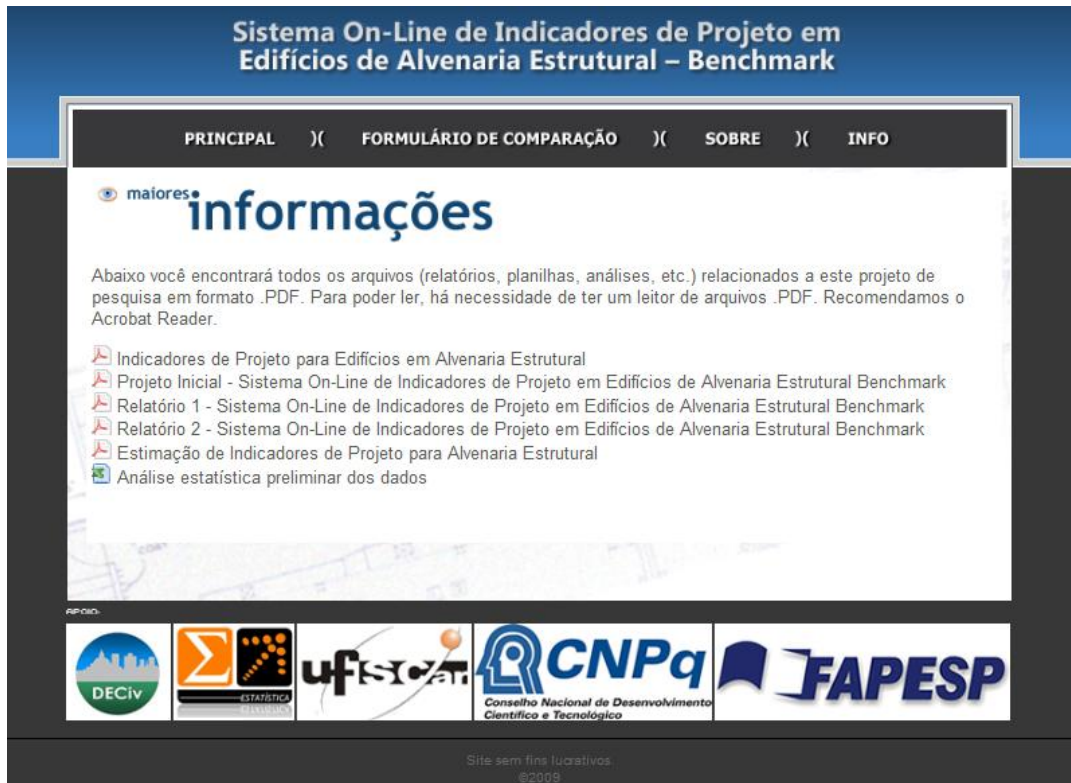 Sistema On-Line de Indicadores de Projeto em
Edifícios de Alvenaria Estrutural – Benchmark
PRINCIPAL )( FORMULÁRIO DE COMPARAÇÃO )( SOBRE )( INFO
maiores
informações
Abaixo você encontrará todos os arquivos (relatórios, planilhas, análises, etc.) relacionados a este projeto de
pesquisa em formato .PDF. Para poder ler, há necessidade de ter um leitor de arquivos .PDF. Recomendamos o
Acrobat Reader.
Indicadores de Projeto para Edifícios em Alvenaria Estrutural
Projeto Inicial - Sistema On-Line de Indicadores de Projeto em Edifícios de Alvenaria Estrutural Benchmark
Relatório 1 - Sistema On-Line de Indicadores de Projeto em Edifícios de Alvenaria Estrutural Benchmark
Relatório 2 - Sistema On-Line de Indicadores de Projeto em Edifícios de Alvenaria Estrutural Benchmark
Estimação de Indicadores de Projeto para Alvenaria Estrutural
Análise estatística preliminar dos dados
APOIO:
DECiv
Σ
ESTATÍSTICA
ufscar
CNPq
Conselho Nacional de Desenvolvimento
Científico e Tecnológico
FAPESP
Site sem fins lucrativos.
©2009